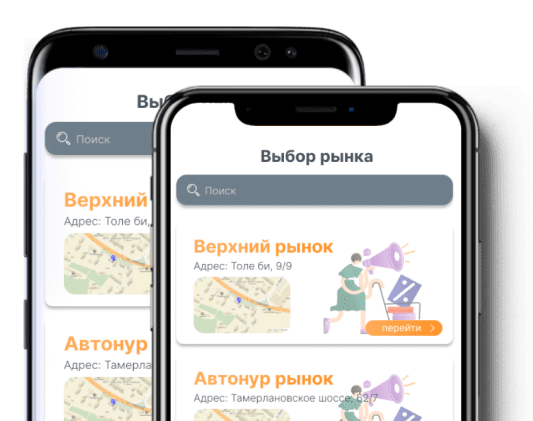 Вы
Поиск
Верхний
Адрес: Толе би,
Автонур
Адрес: Тамерла
Выбор рынка
Поиск
Верхний рынок
Адрес: Толе би, 9/9
перейти
Автонур рынок
Адрес: Тамерлановское шоссе, 62/7